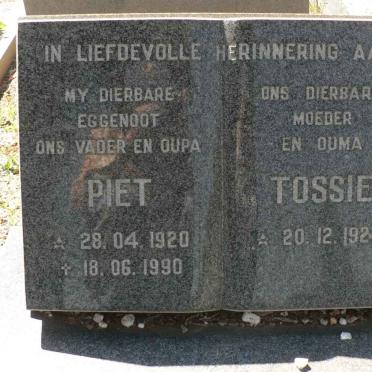 IN LIEFDEVOLLE HERINNERING AA
MY DIERBARE
EGGENOOT
ONS VADER EN OUPA
PIET
* 28. 04. 1920
+ 18. 06. 1990
ONS DIERBAR
MOEDER
EN OUMA
TOSSIE
* 20. 12. 192